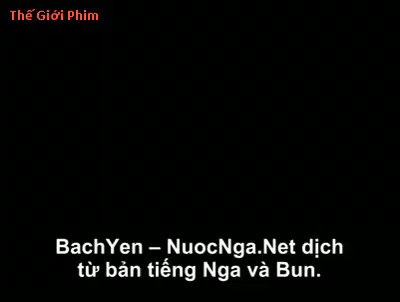 Thế Giới Phim
BachYen – NuocNga.Net dịch
từ bản tiếng Nga và Bun.